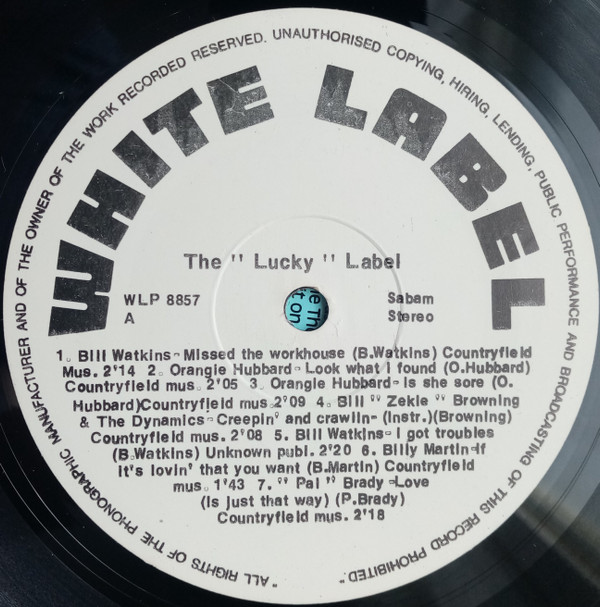 "ALL RIGHTS OF THE PHONOGRAPHIC MANUFACTURER AND OF THE OWNER OF THE WORK RECORDED RESERVED. UNAUTHORISED COPYING, HIRING, LENDING, PUBLIC PERFORMANCE AND BROADCASTING OF THIS RECORD PROHIBITED."
WHITE LABEL
The " Lucky " Label
WLP 8857 Sabam
A Stereo
1. Bill Watkins-Missed the workhouse (B.Watkins) Countryfield
Mus. 2'14 2. Orangie Hubbard-Look what I found (O.Hubbard)
Countryfield mus. 2'05 3. Orangie Hubbard- Is she sore (O.
Hubbard)Countryfield mus 2'09 4. Bill " Zekie " Browning
& The Dynamics-Creepin' and crawlin- (Instr.)(Browning)
Countryfield mus. 2'08 5. Bill Watkins-I got troubles
(B.Watkins) Unknown publ. 2'20 6. Billy Martin-If
It's lovin' that you want (B.Martin) Countryfield
mus. 1'43 7. " Pal " Brady -Love
(Is just that way) (P.Brady)
Countryfield mus. 2'18